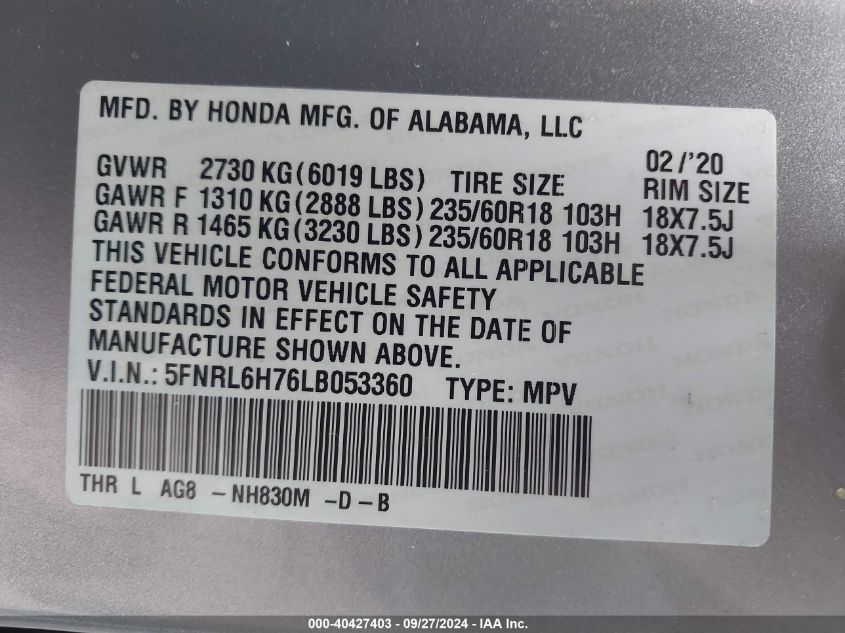 MFD. BY HONDA MFG. OF ALABAMA, LLC
02/'20
GVWR 2730 KG(6019 LBS) TIRE SIZE RIM SIZE
GAWR F 1310 KG(2888 LBS) 235/60R18 103H 18X7.5J
GAWR R 1465 KG(3230 LBS) 235/60R18 103H 18X7.5J
THIS VEHICLE CONFORMS TO ALL APPLICABLE
FEDERAL MOTOR VEHICLE SAFETY
STANDARDS IN EFFECT ON THE DATE OF
MANUFACTURE SHOWN ABOVE.
V.I.N.: 5FNRL6H76LB053360 TYPE: MPV
THR L AG8 -NH830M -D-B
000-40427403 - 09/27/2024 - IAA Inc.